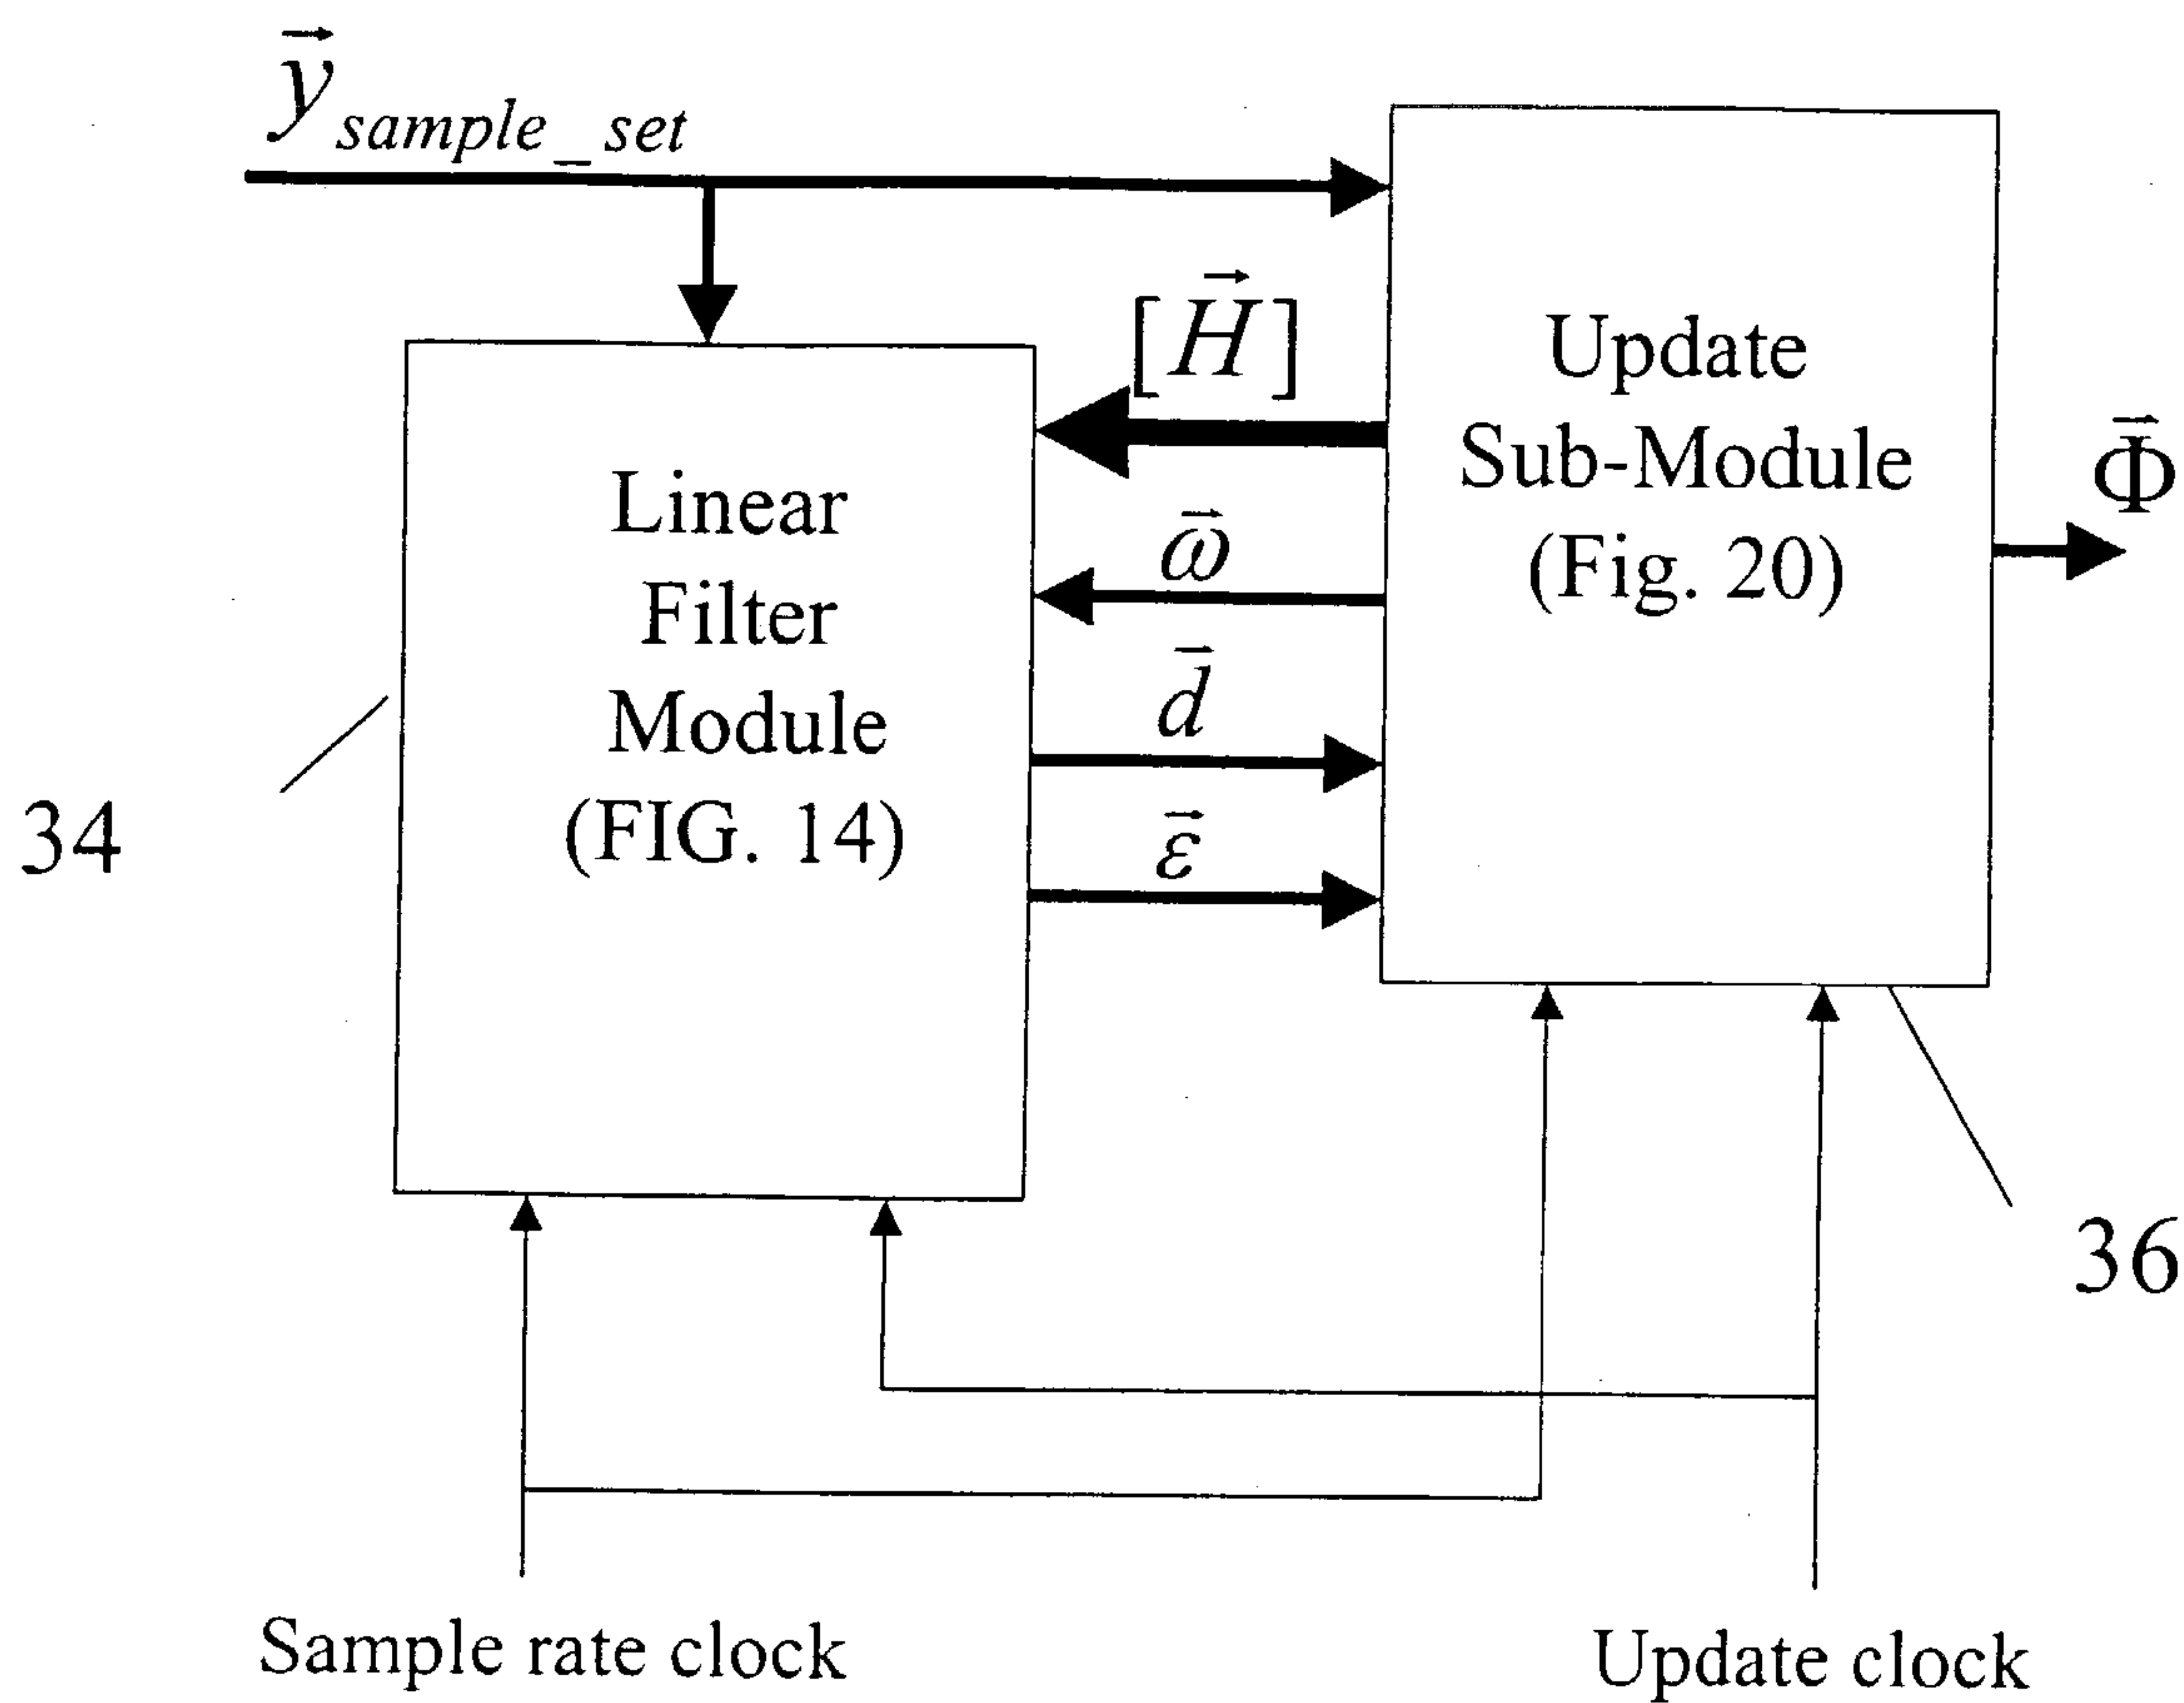 y⃗ sample_set
[H⃗]
ω⃗
d⃗
ε⃗
Update
Sub-Module
(Fig. 20)
Φ⃗
Linear
Filter
Module
(FIG. 14)
34
36
Sample rate clock
Update clock